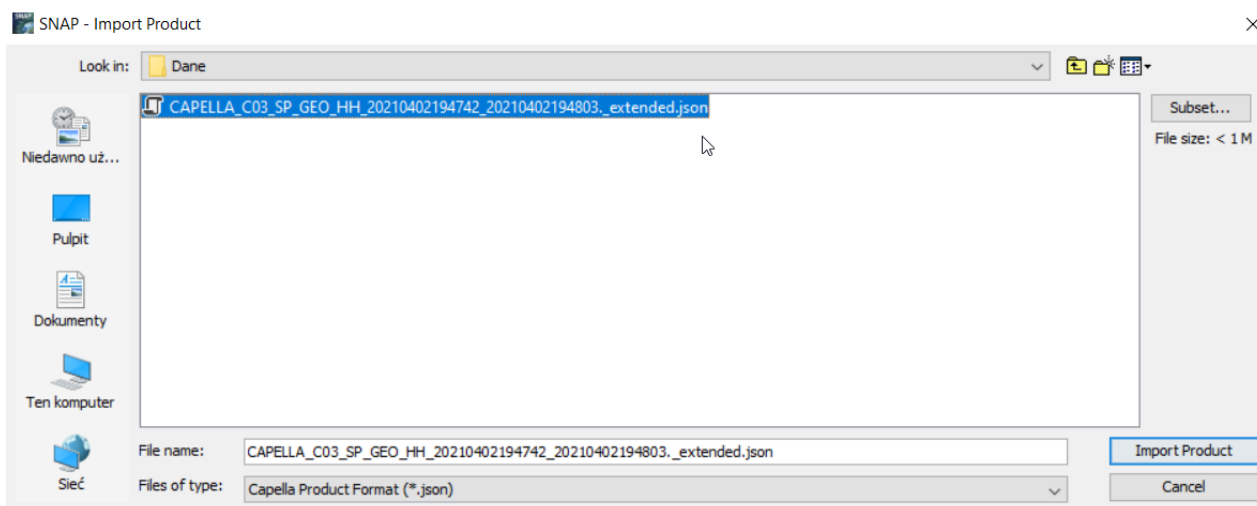 SNAP - Import Product
Look in: Dane
CAPELLA_C03_SP_GEO_HH_20210402194742_20210402194803._extended.json
Subset...
File size: < 1M
Niedawno uż...
Pulpit
Dokumenty
Ten komputer
Sieć
File name: CAPELLA_C03_SP_GEO_HH_20210402194742_20210402194803._extended.json
Import Product
Files of type: Capella Product Format (*.json)
Cancel